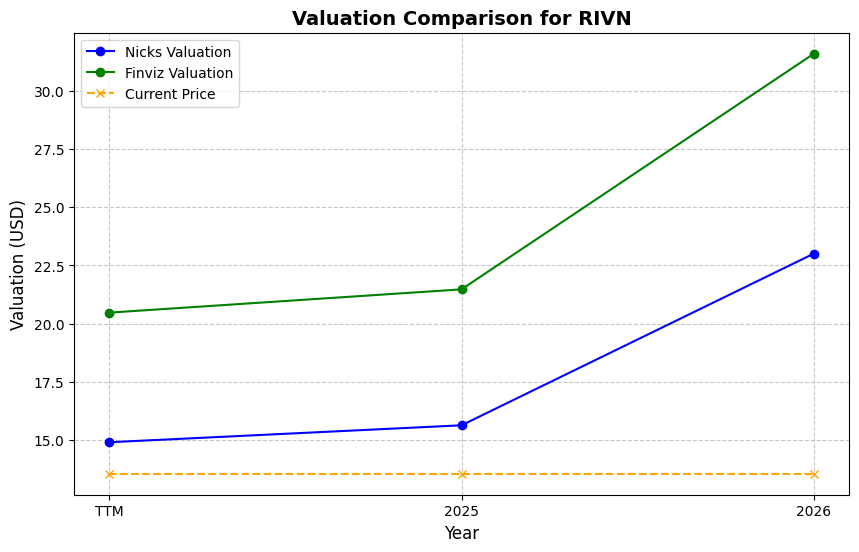 Valuation Comparison for RIVN
Nicks Valuation
Finviz Valuation
Current Price
Valuation (USD)
30.0
27.5
25.0
22.5
20.0
17.5
15.0
TTM
2025
2026
Year